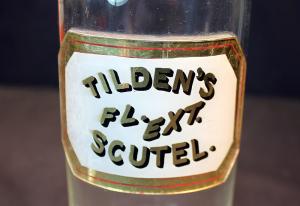 TILDEN'S
FL. EXT.
SCUTEL.